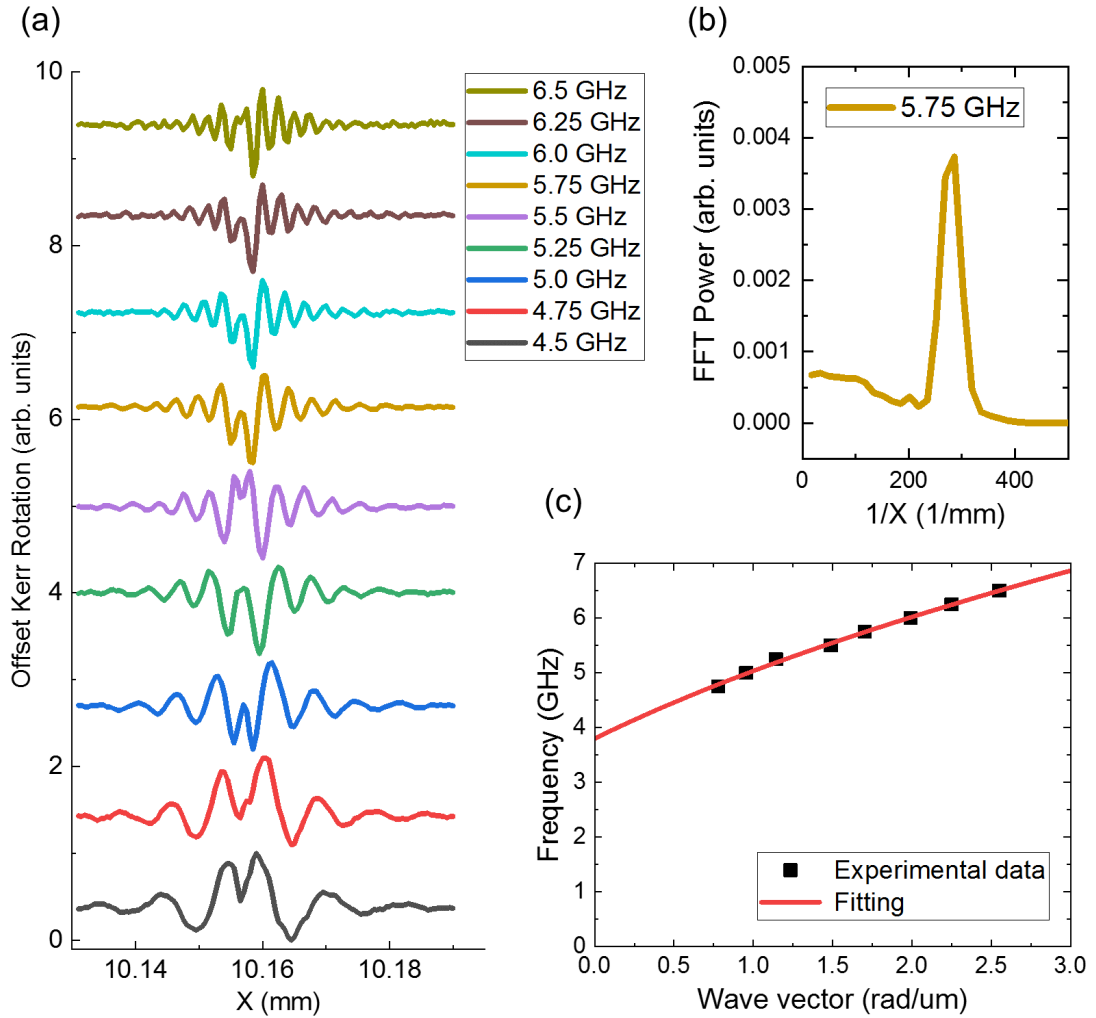 (a)
Offset Kerr Rotation (arb. units)
10
8
6
4
2
0
10.14 10.16 10.18
X (mm)
6.5 GHz
6.25 GHz
6.0 GHz
5.75 GHz
5.5 GHz
5.25 GHz
5.0 GHz
4.75 GHz
4.5 GHz
(b)
FFT Power (arb. units)
0.005
0.004
0.003
0.002
0.001
0.000
5.75 GHz
0 200 400
1/X (1/mm)
(c)
Frequency (GHz)
7
6
5
4
3
2
1
0
Experimental data
Fitting
0.0 0.5 1.0 1.5 2.0 2.5 3.0
Wave vector (rad/um)